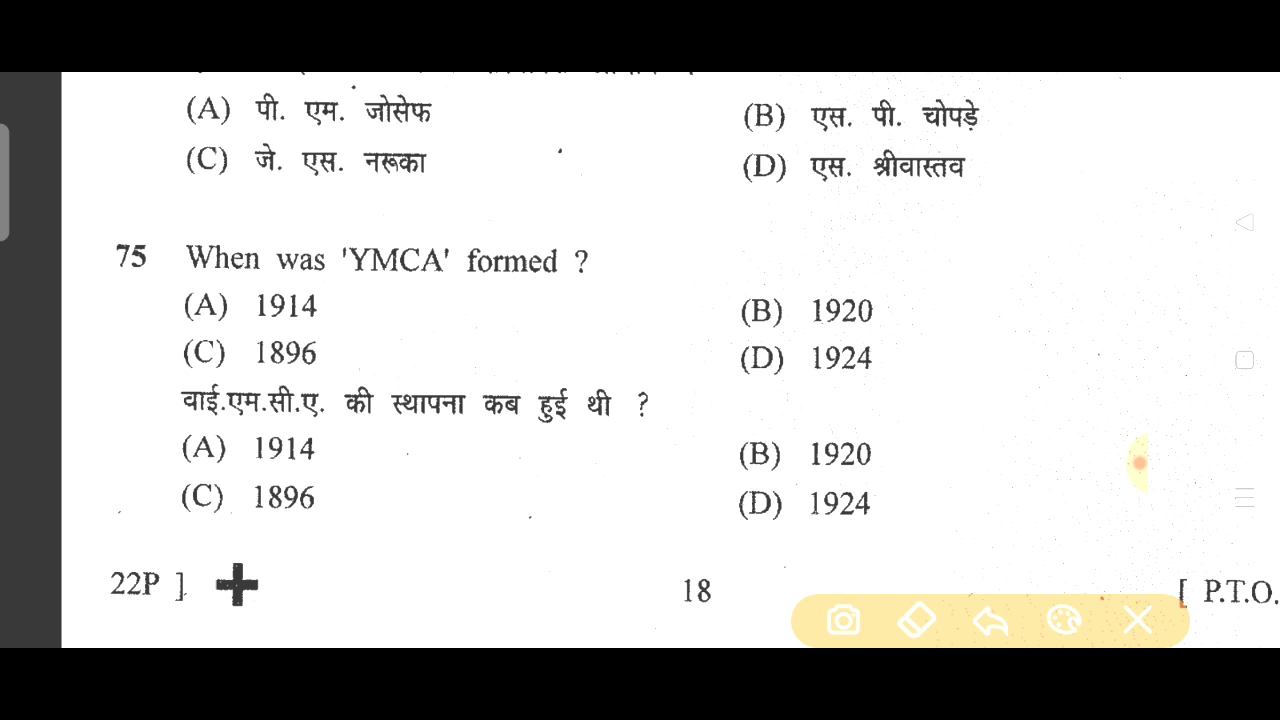 (A) पी. एम. जोसेफ (B) एस. पी. चोपड़े
(C) जे. एस. नरूका (D) एस. श्रीवास्तव
75 When was 'YMCA' formed ?
(A) 1914 (B) 1920
(C) 1896 (D) 1924
वाई.एम.सी.ए. की स्थापना कब हुई थी ?
(A) 1914 (B) 1920
(C) 1896 (D) 1924
22P ] 18 [ P.T.O.